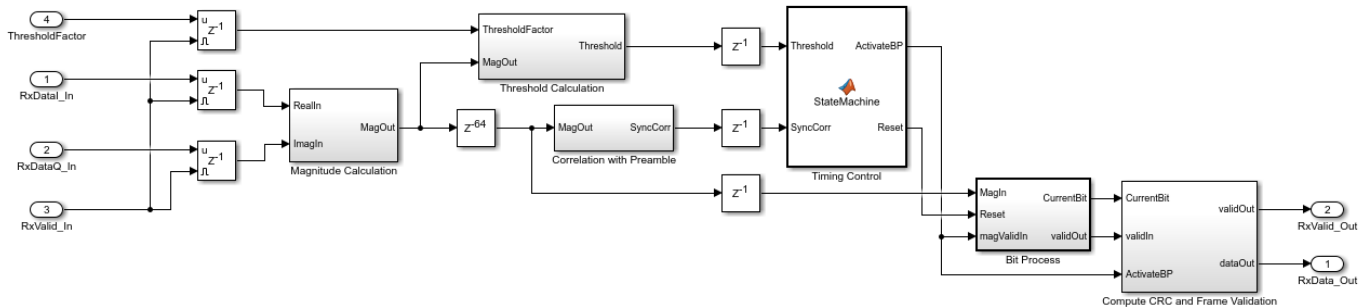 4
ThresholdFactor
u
Z-1
1
RxDataI_In
u
Z-1
2
RxDataQ_In
u
Z-1
3
RxValid_In
RealIn
ImagIn
MagOut
Magnitude Calculation
ThresholdFactor
MagOut
Threshold
Threshold Calculation
Z-64
MagOut
SyncCorr
Correlation with Preamble
Z-1
Z-1
Z-1
Threshold
SyncCorr
StateMachine
ActivateBP
Reset
Timing Control
MagIn
Reset
magValidIn
CurrentBit
validOut
Bit Process
CurrentBit
validIn
ActivateBP
validOut
dataOut
Compute CRC and Frame Validation
2
RxValid_Out
1
RxData_Out